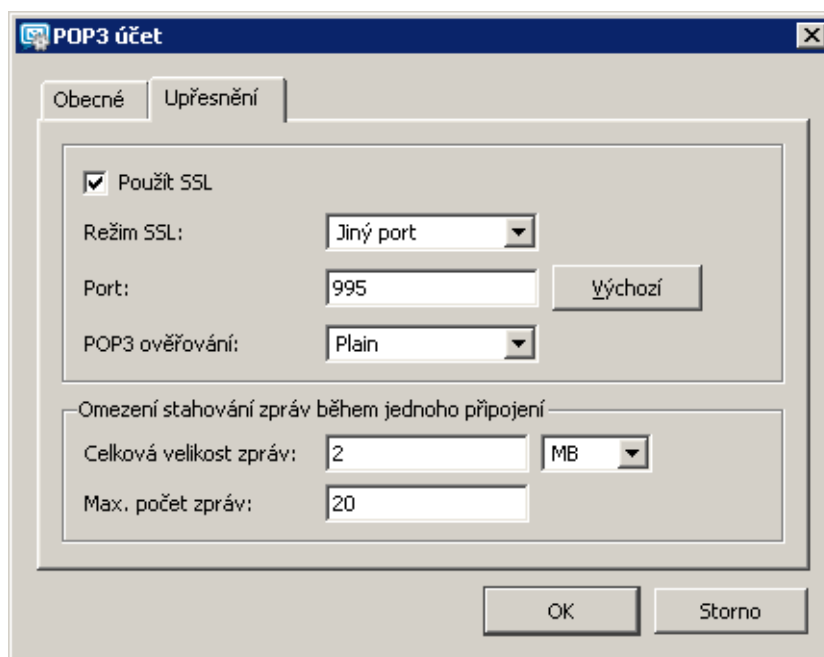 POP3 účet
Obecné Upřesnění
Použít SSL
Režim SSL: Jiný port
Port: 995 Výchozí
POP3 ověřování: Plain
Omezení stahování zpráv během jednoho připojení
Celková velikost zpráv: 2 MB
Max. počet zpráv: 20
OK Storno